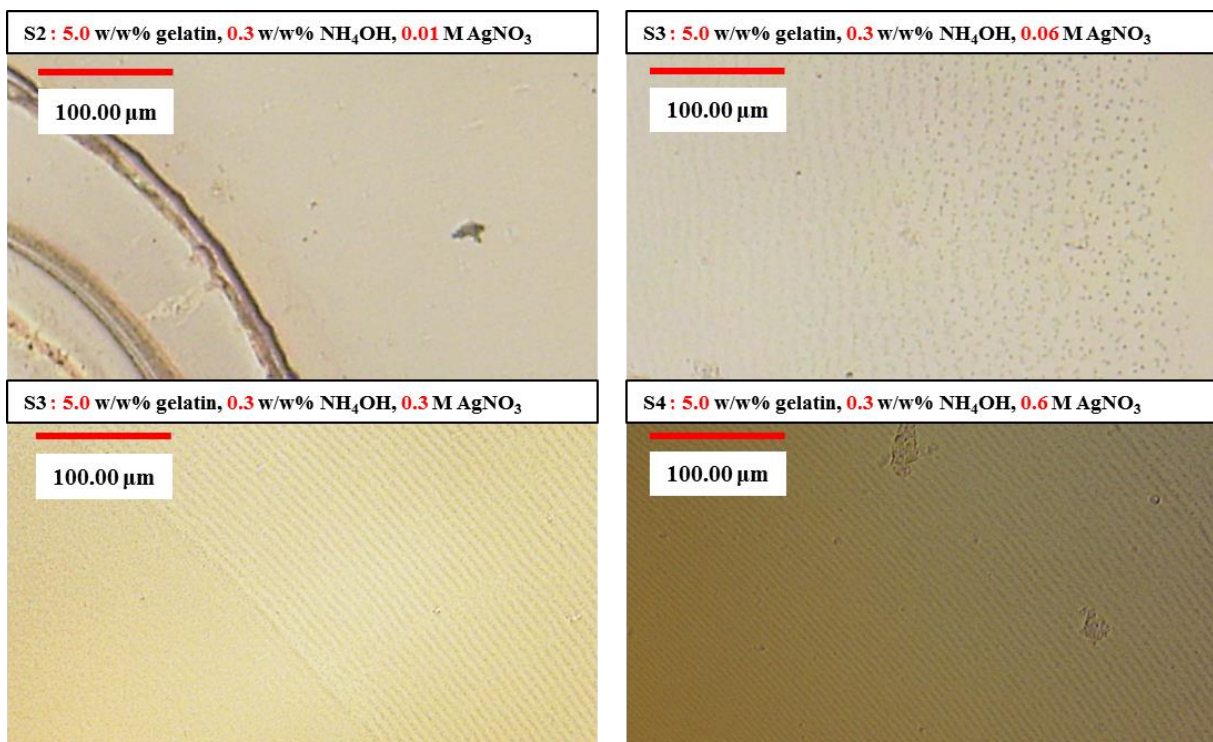 S2 : 5.0 w/w% gelatin, 0.3 w/w% NH₄OH, 0.01 M AgNO₃
100.00 µm
S3 : 5.0 w/w% gelatin, 0.3 w/w% NH₄OH, 0.06 M AgNO₃
100.00 µm
S3 : 5.0 w/w% gelatin, 0.3 w/w% NH₄OH, 0.3 M AgNO₃
100.00 µm
S4 : 5.0 w/w% gelatin, 0.3 w/w% NH₄OH, 0.6 M AgNO₃
100.00 µm